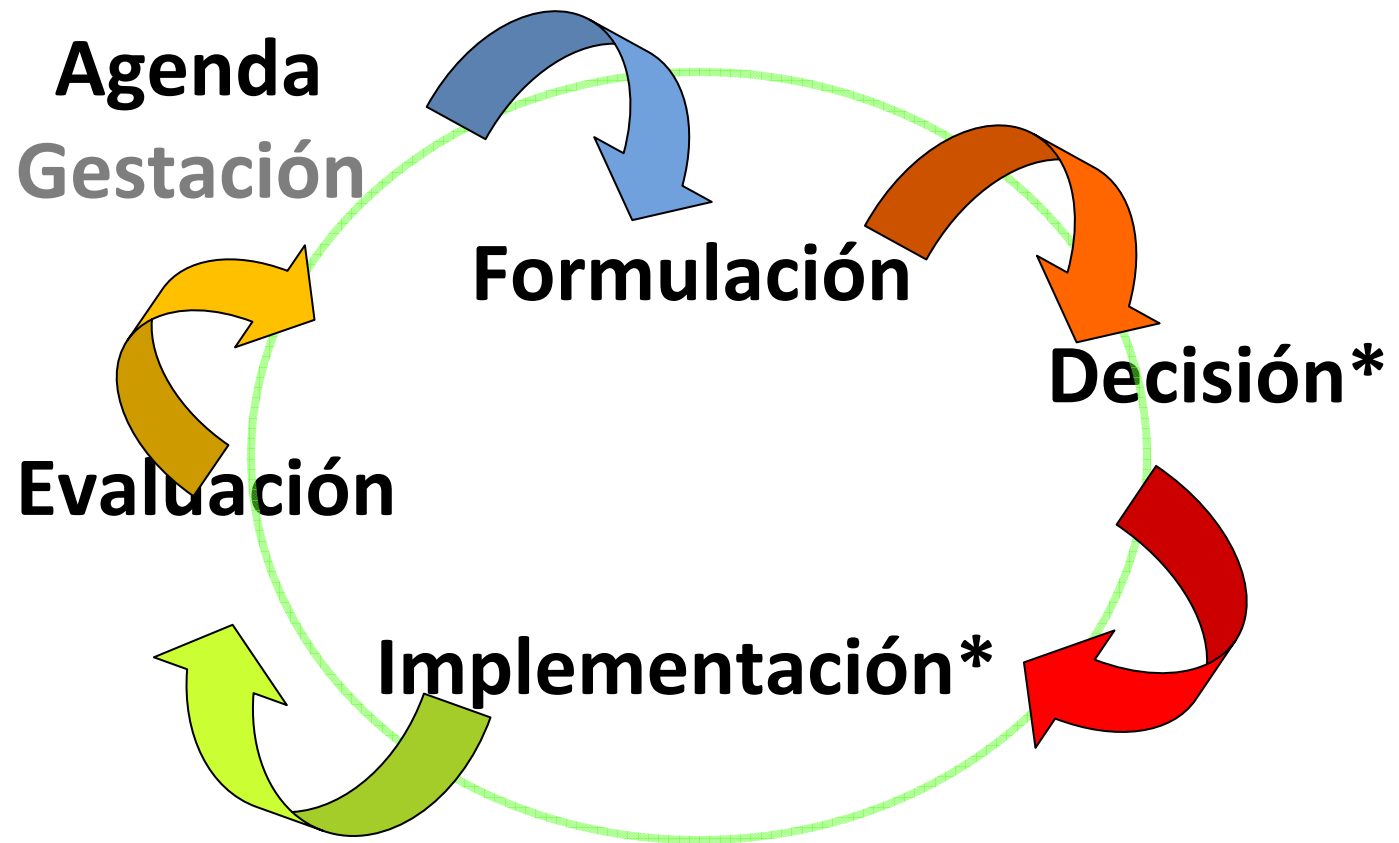 Agenda
Gestación
Formulación
Decisión*
Implementación*
Evaluación